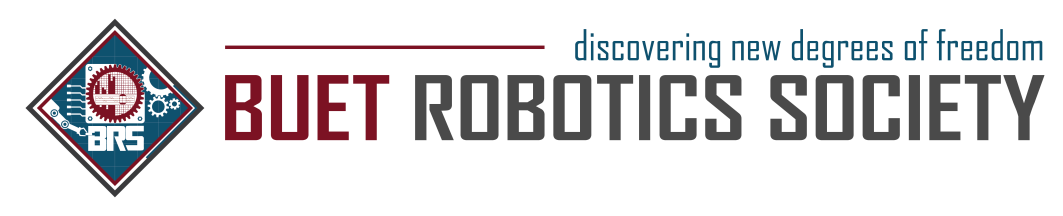 discovering new degrees of freedom
BUET ROBOTICS SOCIETY
BRS